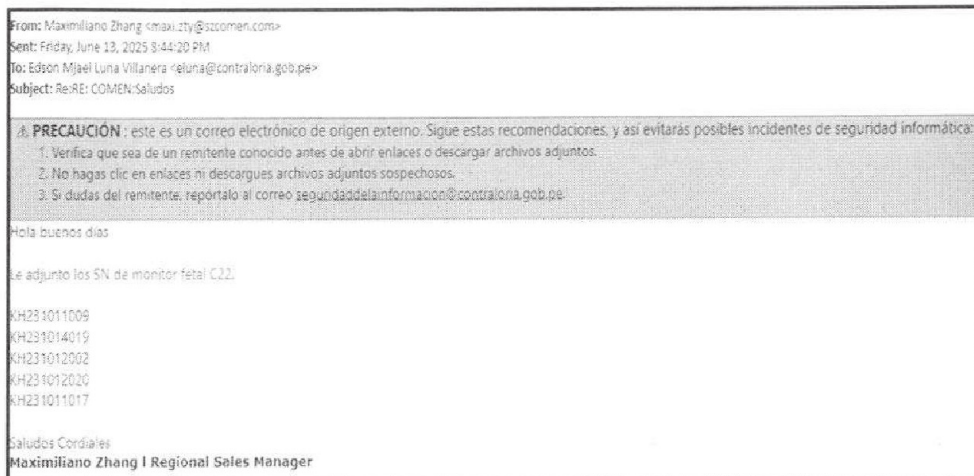 From: Maximiliano Zhang <maxi.zty@szcomen.com>
Sent: Friday, June 13, 2025 8:44:20 PM
To: Edson Mjael Luna Villanera <eluna@contraloria.gob.pe>
Subject: Re:RE: COMEN:Saludos
⚠ PRECAUCIÓN : este es un correo electrónico de origen externo. Sigue estas recomendaciones, y así evitarás posibles incidentes de seguridad informática:
1. Verifica que sea de un remitente conocido antes de abrir enlaces o descargar archivos adjuntos.
2. No hagas clic en enlaces ni descargues archivos adjuntos sospechosos.
3. Si dudas del remitente, repórtalo al correo seguridaddelainformacion@contraloria.gob.pe.
Hola buenos días
Le adjunto los SN de monitor fetal C22.
KH231011009
KH231014019
KH231012002
KH231012020
KH231011017
Saludos Cordiales
Maximiliano Zhang l Regional Sales Manager